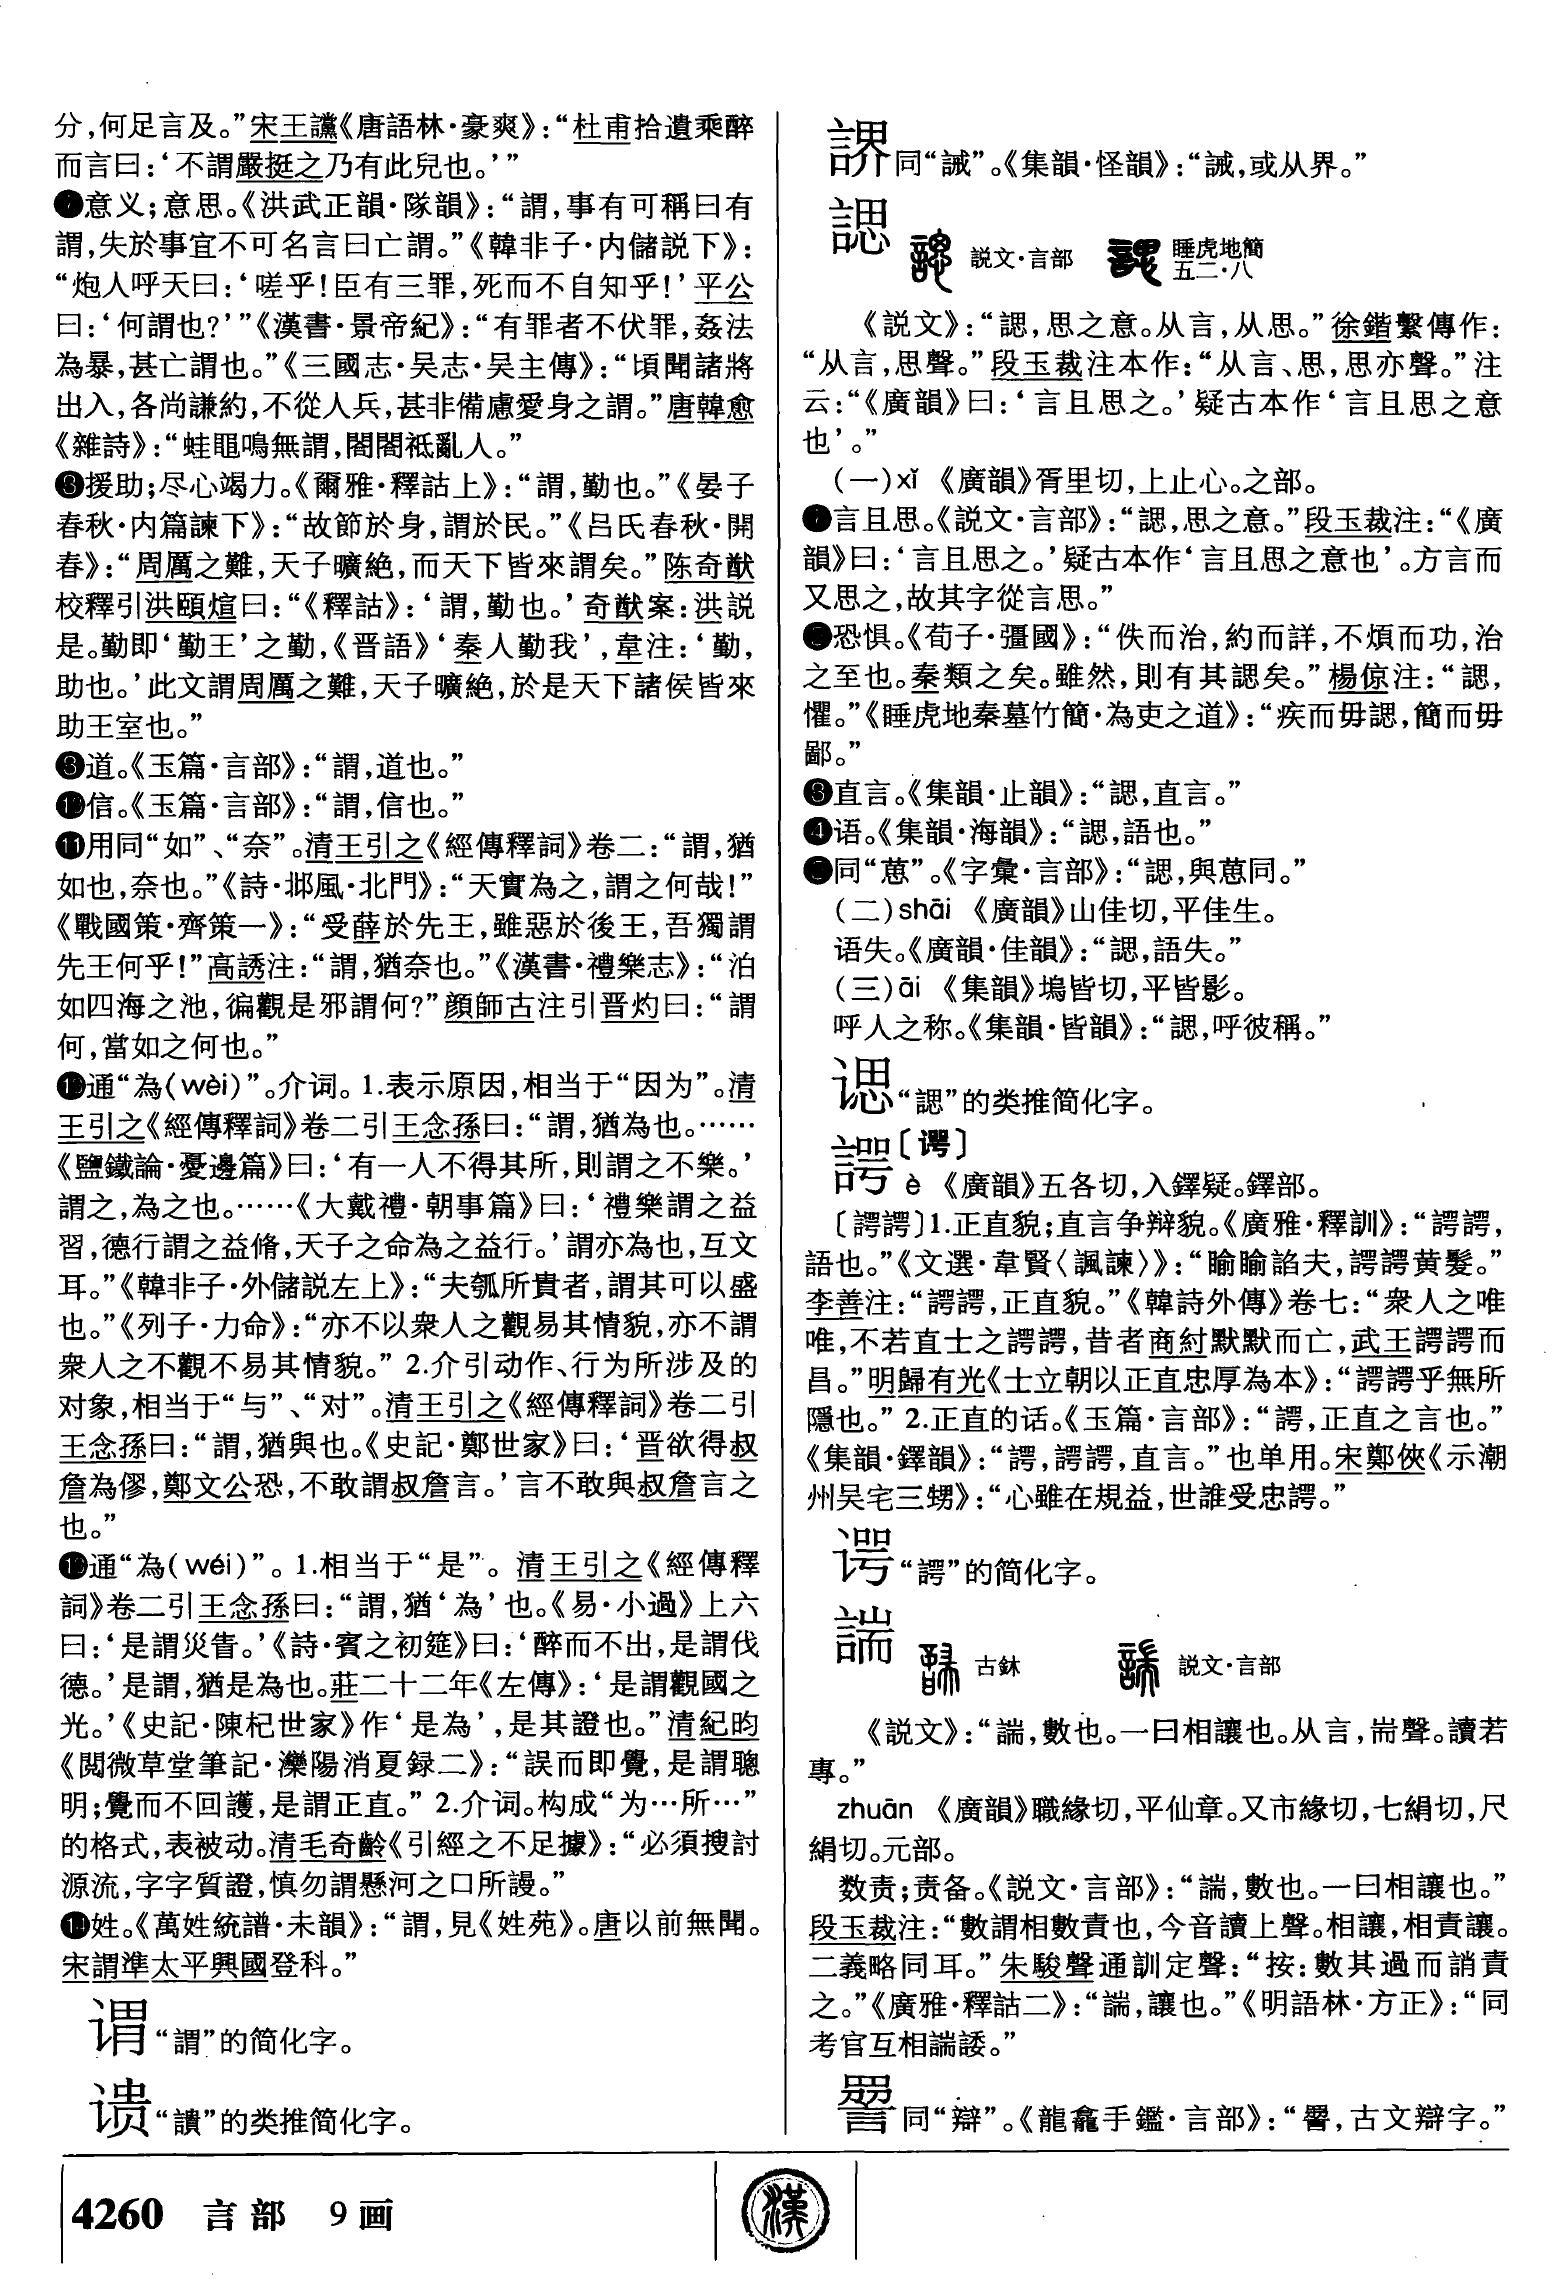 分，何足言及。”宋王讜《唐語林·豪爽》：“杜甫拾遺乘醉
而言曰：‘不謂嚴挺之乃有此兒也。’”
❼意义；意思。《洪武正韻·隊韻》：“謂，事有可稱曰有
謂，失於事宜不可名言曰亡謂。”《韓非子·内儲説下》：
“炮人呼天曰：‘嗟乎！臣有三罪，死而不自知乎！’平公
曰：‘何謂也？’”《漢書·景帝紀》：“有罪者不伏罪，姦法
為暴，甚亡謂也。”《三國志·吴志·吴主傳》：“頃聞諸將
出入，各尚謙約，不從人兵，甚非備慮愛身之謂。”唐韓愈
《雜詩》：“蛙黽鳴無謂，閤閤衹亂人。”
❽援助；尽心竭力。《爾雅·釋詁上》：“謂，勤也。”《晏子
春秋·内篇諫下》：“故節於身，謂於民。”《吕氏春秋·開
春》：“周厲之難，天子曠絶，而天下皆來謂矣。”陈奇猷
校釋引洪頤煊曰：“《釋詁》：‘謂，勤也。’奇猷案：洪説
是。勤即‘勤王’之勤，《晋語》‘秦人勤我’，韋注：‘勤，
助也。’此文謂周厲之難，天子曠絶，於是天下諸侯皆來
助王室也。”
❾道。《玉篇·言部》：“謂，道也。”
❿信。《玉篇·言部》：“謂，信也。”
⓫用同“如”、“奈”。清王引之《經傳釋詞》卷二：“謂，猶
如也，奈也。”《詩·邶風·北門》：“天實為之，謂之何哉！”
《戰國策·齊策一》：“受薛於先王，雖惡於後王，吾獨謂
先王何乎！”高誘注：“謂，猶奈也。”《漢書·禮樂志》：“泊
如四海之池，徧觀是邪謂何？”顔師古注引晋灼曰：“謂
何，當如之何也。”
⓬通“為（wèi）”。介词。1.表示原因，相当于“因为”。清
王引之《經傳釋詞》卷二引王念孫曰：“謂，猶為也。……
《鹽鐵論·憂邊篇》曰：‘有一人不得其所，則謂之不樂。’
謂之，為之也。……《大戴禮·朝事篇》曰：‘禮樂謂之益
習，德行謂之益脩，天子之命為之益行。’謂亦為也，互文
耳。”《韓非子·外儲説左上》：“夫瓠所貴者，謂其可以盛
也。”《列子·力命》：“亦不以衆人之觀易其情貌，亦不謂
衆人之不觀不易其情貌。”2.介引动作、行为所涉及的
对象，相当于“与”、“对”。清王引之《經傳釋詞》卷二引
王念孫曰：“謂，猶與也。《史記·鄭世家》曰：‘晋欲得叔
詹為僇，鄭文公恐，不敢謂叔詹言。’言不敢與叔詹言之
也。”
⓭通“為（wéi）”。1.相当于“是”。清王引之《經傳釋
詞》卷二引王念孫曰：“謂，猶‘為’也。《易·小過》上六
曰：‘是謂災眚。’《詩·賓之初筵》曰：‘醉而不出，是謂伐
德。’是謂，猶是為也。莊二十二年《左傳》：‘是謂觀國之
光。’《史記·陳杞世家》作‘是為’，是其證也。”清紀昀
《閲微草堂筆記·灤陽消夏録二》：“誤而即覺，是謂聰
明；覺而不回護，是謂正直。”2.介词。构成“为…所…”
的格式，表被动。清毛奇齡《引經之不足據》：“必須搜討
源流，字字質證，慎勿謂懸河之口所謾。”
⓮姓。《萬姓統譜·未韻》：“謂，見《姓苑》。唐以前無聞。
宋謂準太平興國登科。”
谓“謂”的简化字。
𬤥“讃”的类推简化字。
䛺同“誡”。《集韻·怪韻》：“誡，或从界。”
諰 説文·言部 睡虎地簡
五二·八
《説文》：“諰，思之意。从言，从思。”徐鍇繫傳作：
“从言，思聲。”段玉裁注本作：“从言、思，思亦聲。”注
云：“《廣韻》曰：‘言且思之。’疑古本作‘言且思之意
也’。”
（一）xǐ 《廣韻》胥里切，上止心。之部。
❶言且思。《説文·言部》：“諰，思之意。”段玉裁注：“《廣
韻》曰：‘言且思之。’疑古本作‘言且思之意也’。方言而
又思之，故其字從言思。”
❷恐惧。《荀子·彊國》：“佚而治，約而詳，不煩而功，治
之至也。秦類之矣。雖然，則有其諰矣。”楊倞注：“諰，
懼。”《睡虎地秦墓竹簡·為吏之道》：“疾而毋諰，簡而毋
鄙。”
❸直言。《集韻·止韻》：“諰，直言。”
❹语。《集韻·海韻》：“諰，語也。”
❺同“葸”。《字彙·言部》：“諰，與葸同。”
（二）shāi 《廣韻》山佳切，平佳生。
语失。《廣韻·佳韻》：“諰，語失。”
（三）āi 《集韻》塢皆切，平皆影。
呼人之称。《集韻·皆韻》：“諰，呼彼稱。”
𬤊“諰”的类推简化字。
諤〔谔〕
è 《廣韻》五各切，入鐸疑。鐸部。
〔諤諤〕1.正直貌；直言争辩貌。《廣雅·釋訓》：“諤諤，
語也。”《文選·韋賢〈諷諫〉》：“睮睮諂夫，諤諤黄髮。”
李善注：“諤諤，正直貌。”《韓詩外傳》卷七：“衆人之唯
唯，不若直士之諤諤，昔者商紂默默而亡，武王諤諤而
昌。”明歸有光《士立朝以正直忠厚為本》：“諤諤乎無所
隱也。”2.正直的话。《玉篇·言部》：“諤，正直之言也。”
《集韻·鐸韻》：“諤，諤諤，直言。”也单用。宋鄭俠《示潮
州吴宅三甥》：“心雖在規益，世誰受忠諤。”
谔“諤”的简化字。
諯 古鉥 説文·言部
《説文》：“諯，數也。一曰相讓也。从言，耑聲。讀若
專。”
zhuān 《廣韻》職緣切，平仙章。又市緣切，七絹切，尺
絹切。元部。
数责；责备。《説文·言部》：“諯，數也。一曰相讓也。”
段玉裁注：“數謂相數責也，今音讀上聲。相讓，相責讓。
二義略同耳。”朱駿聲通訓定聲：“按：數其過而誚責
之。”《廣雅·釋詁二》：“諯，讓也。”《明語林·方正》：“同
考官互相諯諉。”
同“辯”。《龍龕手鑑·言部》：“，古文辯字。”
4260 言部 9画
漢